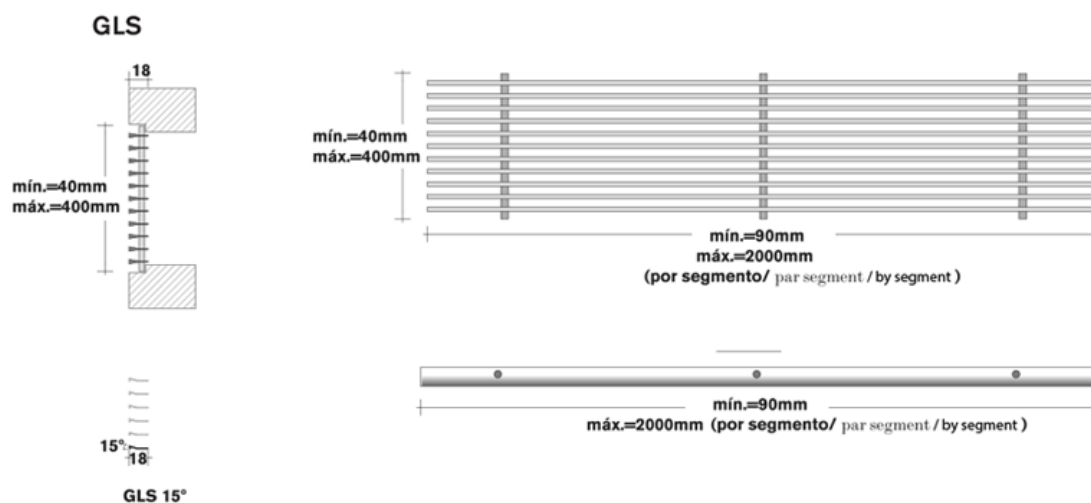 GLS
18
mín.=40mm
máx.=400mm
mín.=40mm
máx.=400mm
mín.=90mm
máx.=2000mm
(por segmento/ par segment / by segment )
15°
18
GLS 15°
mín.=90mm
máx.=2000mm (por segmento/ par segment / by segment )